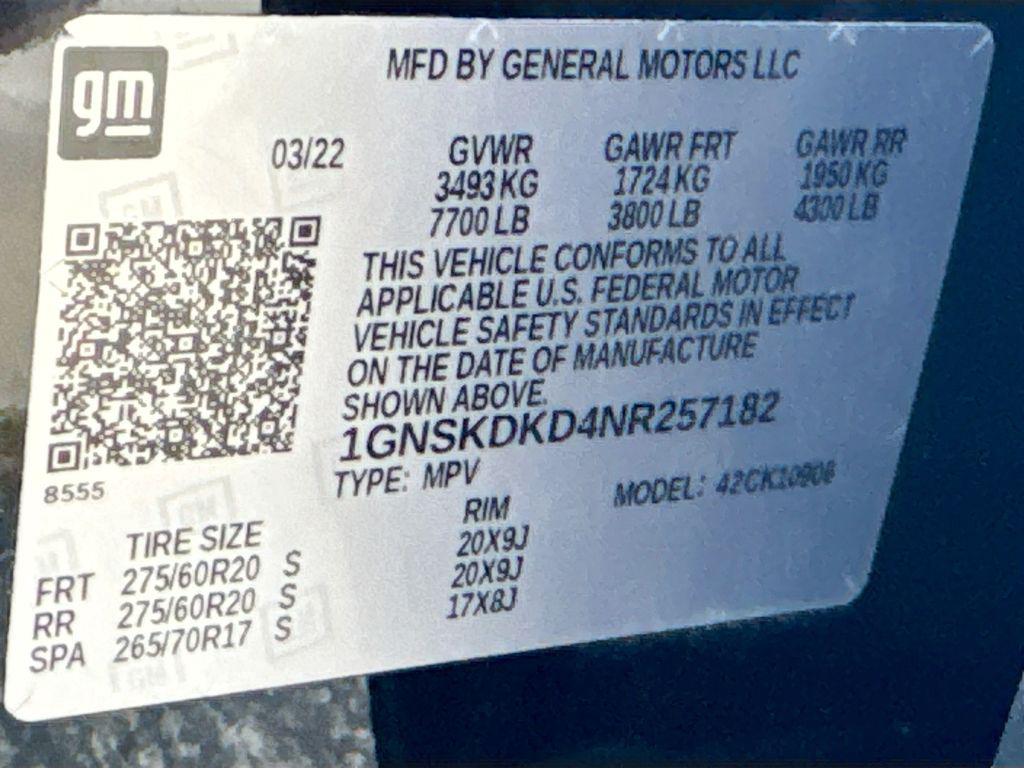 gm
MFD BY GENERAL MOTORS LLC
03/22 GVWR GAWR FRT GAWR RR
3493 KG 1724 KG 1950 KG
7700 LB 3800 LB 4300 LB
THIS VEHICLE CONFORMS TO ALL
APPLICABLE U.S. FEDERAL MOTOR
VEHICLE SAFETY STANDARDS IN EFFECT
ON THE DATE OF MANUFACTURE
SHOWN ABOVE.
1GNSKDKD4NR257182
8555
TYPE: MPV MODEL: 42CK10906
TIRE SIZE RIM
FRT 275/60R20 S 20X9J
RR 275/60R20 S 20X9J
SPA 265/70R17 S 17X8J